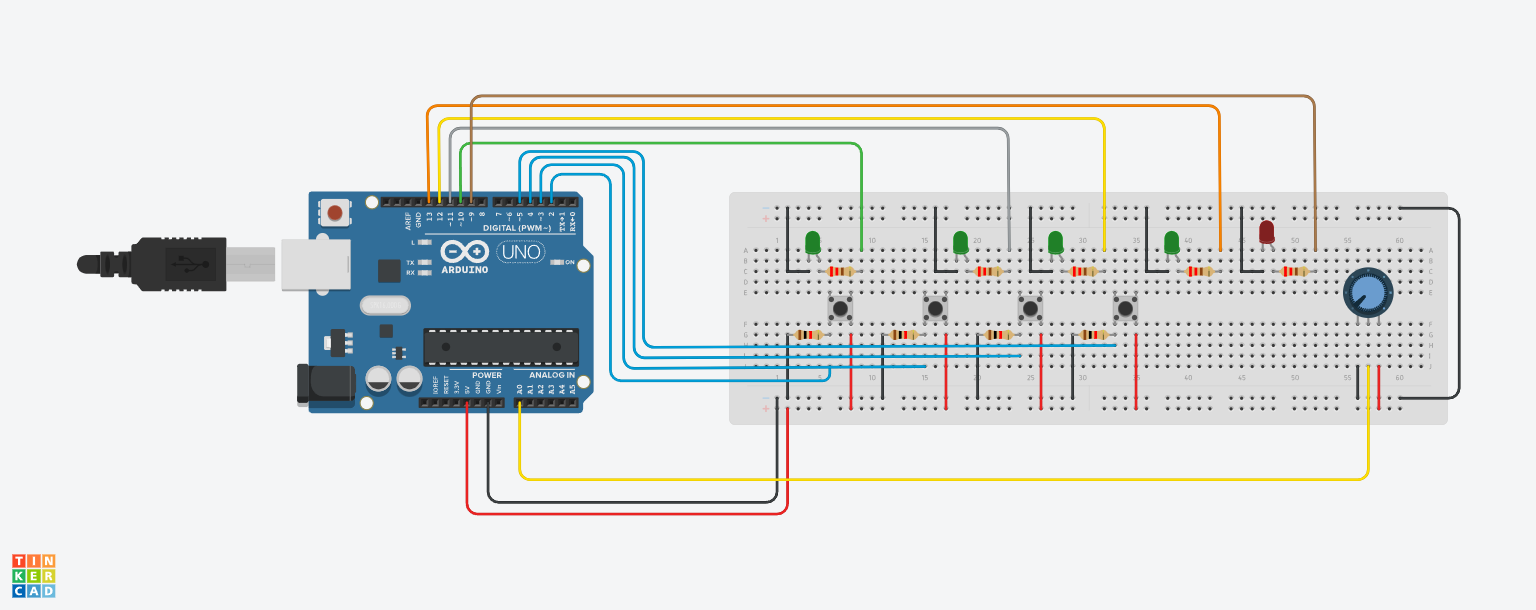 AREF
GND
13
12
~11
~10
~9
8
7
~6
~5
4
~3
2
TX→1
RX←0
DIGITAL (PWM~)
L
TX
RX
ARDUINO
UNO
ON
POWER
ANALOG IN
IOREF
RESET
3.3V
5V
GND
GND
Vin
A0
A1
A2
A3
A4
A5
1 5 10 15 20 25 30 35 40 45 50 55 60
A
B
C
D
E
F
G
H
I
J
A
B
C
D
E
F
G
H
I
J
1 5 10 15 20 25 30 35 40 45 50 55 60
TIN
KER
CAD